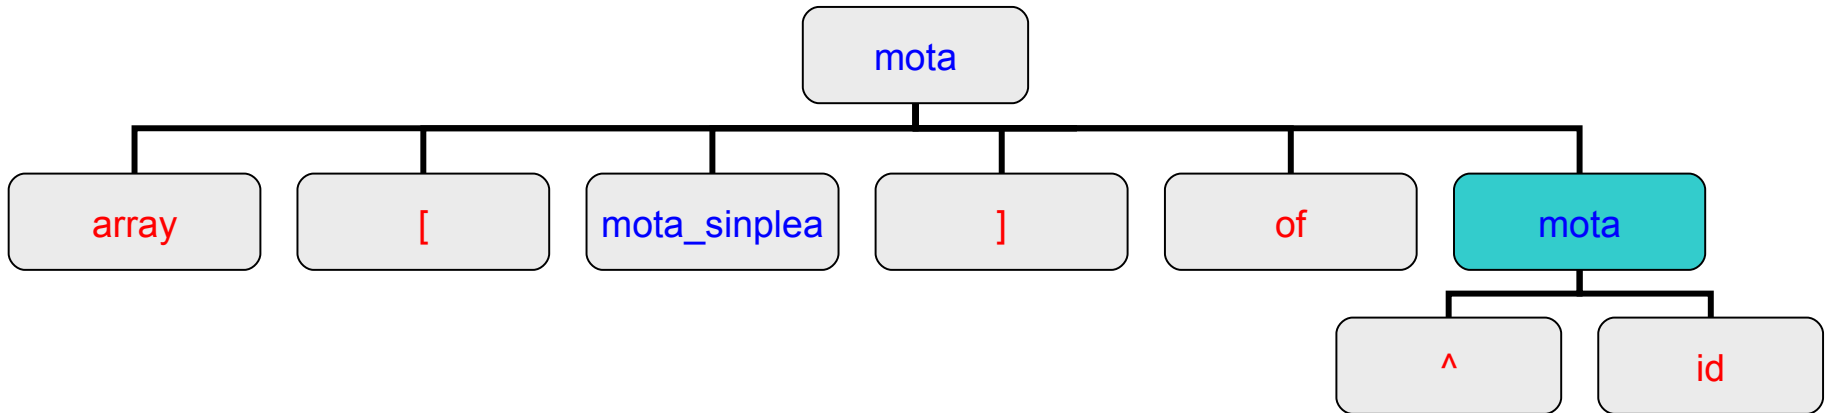 mota
array [ mota_sinplea ] of mota
^ id